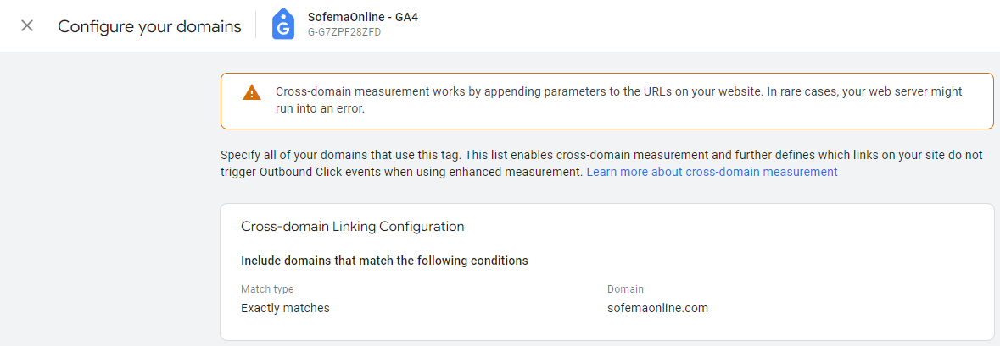 Configure your domains
SofemaOnline - GA4
G-G7ZPF28ZFD
Cross-domain measurement works by appending parameters to the URLs on your website. In rare cases, your web server might
run into an error.
Specify all of your domains that use this tag. This list enables cross-domain measurement and further defines which links on your site do not
trigger Outbound Click events when using enhanced measurement. Learn more about cross-domain measurement
Cross-domain Linking Configuration
Include domains that match the following conditions
Match type Domain
Exactly matches sofemaonline.com